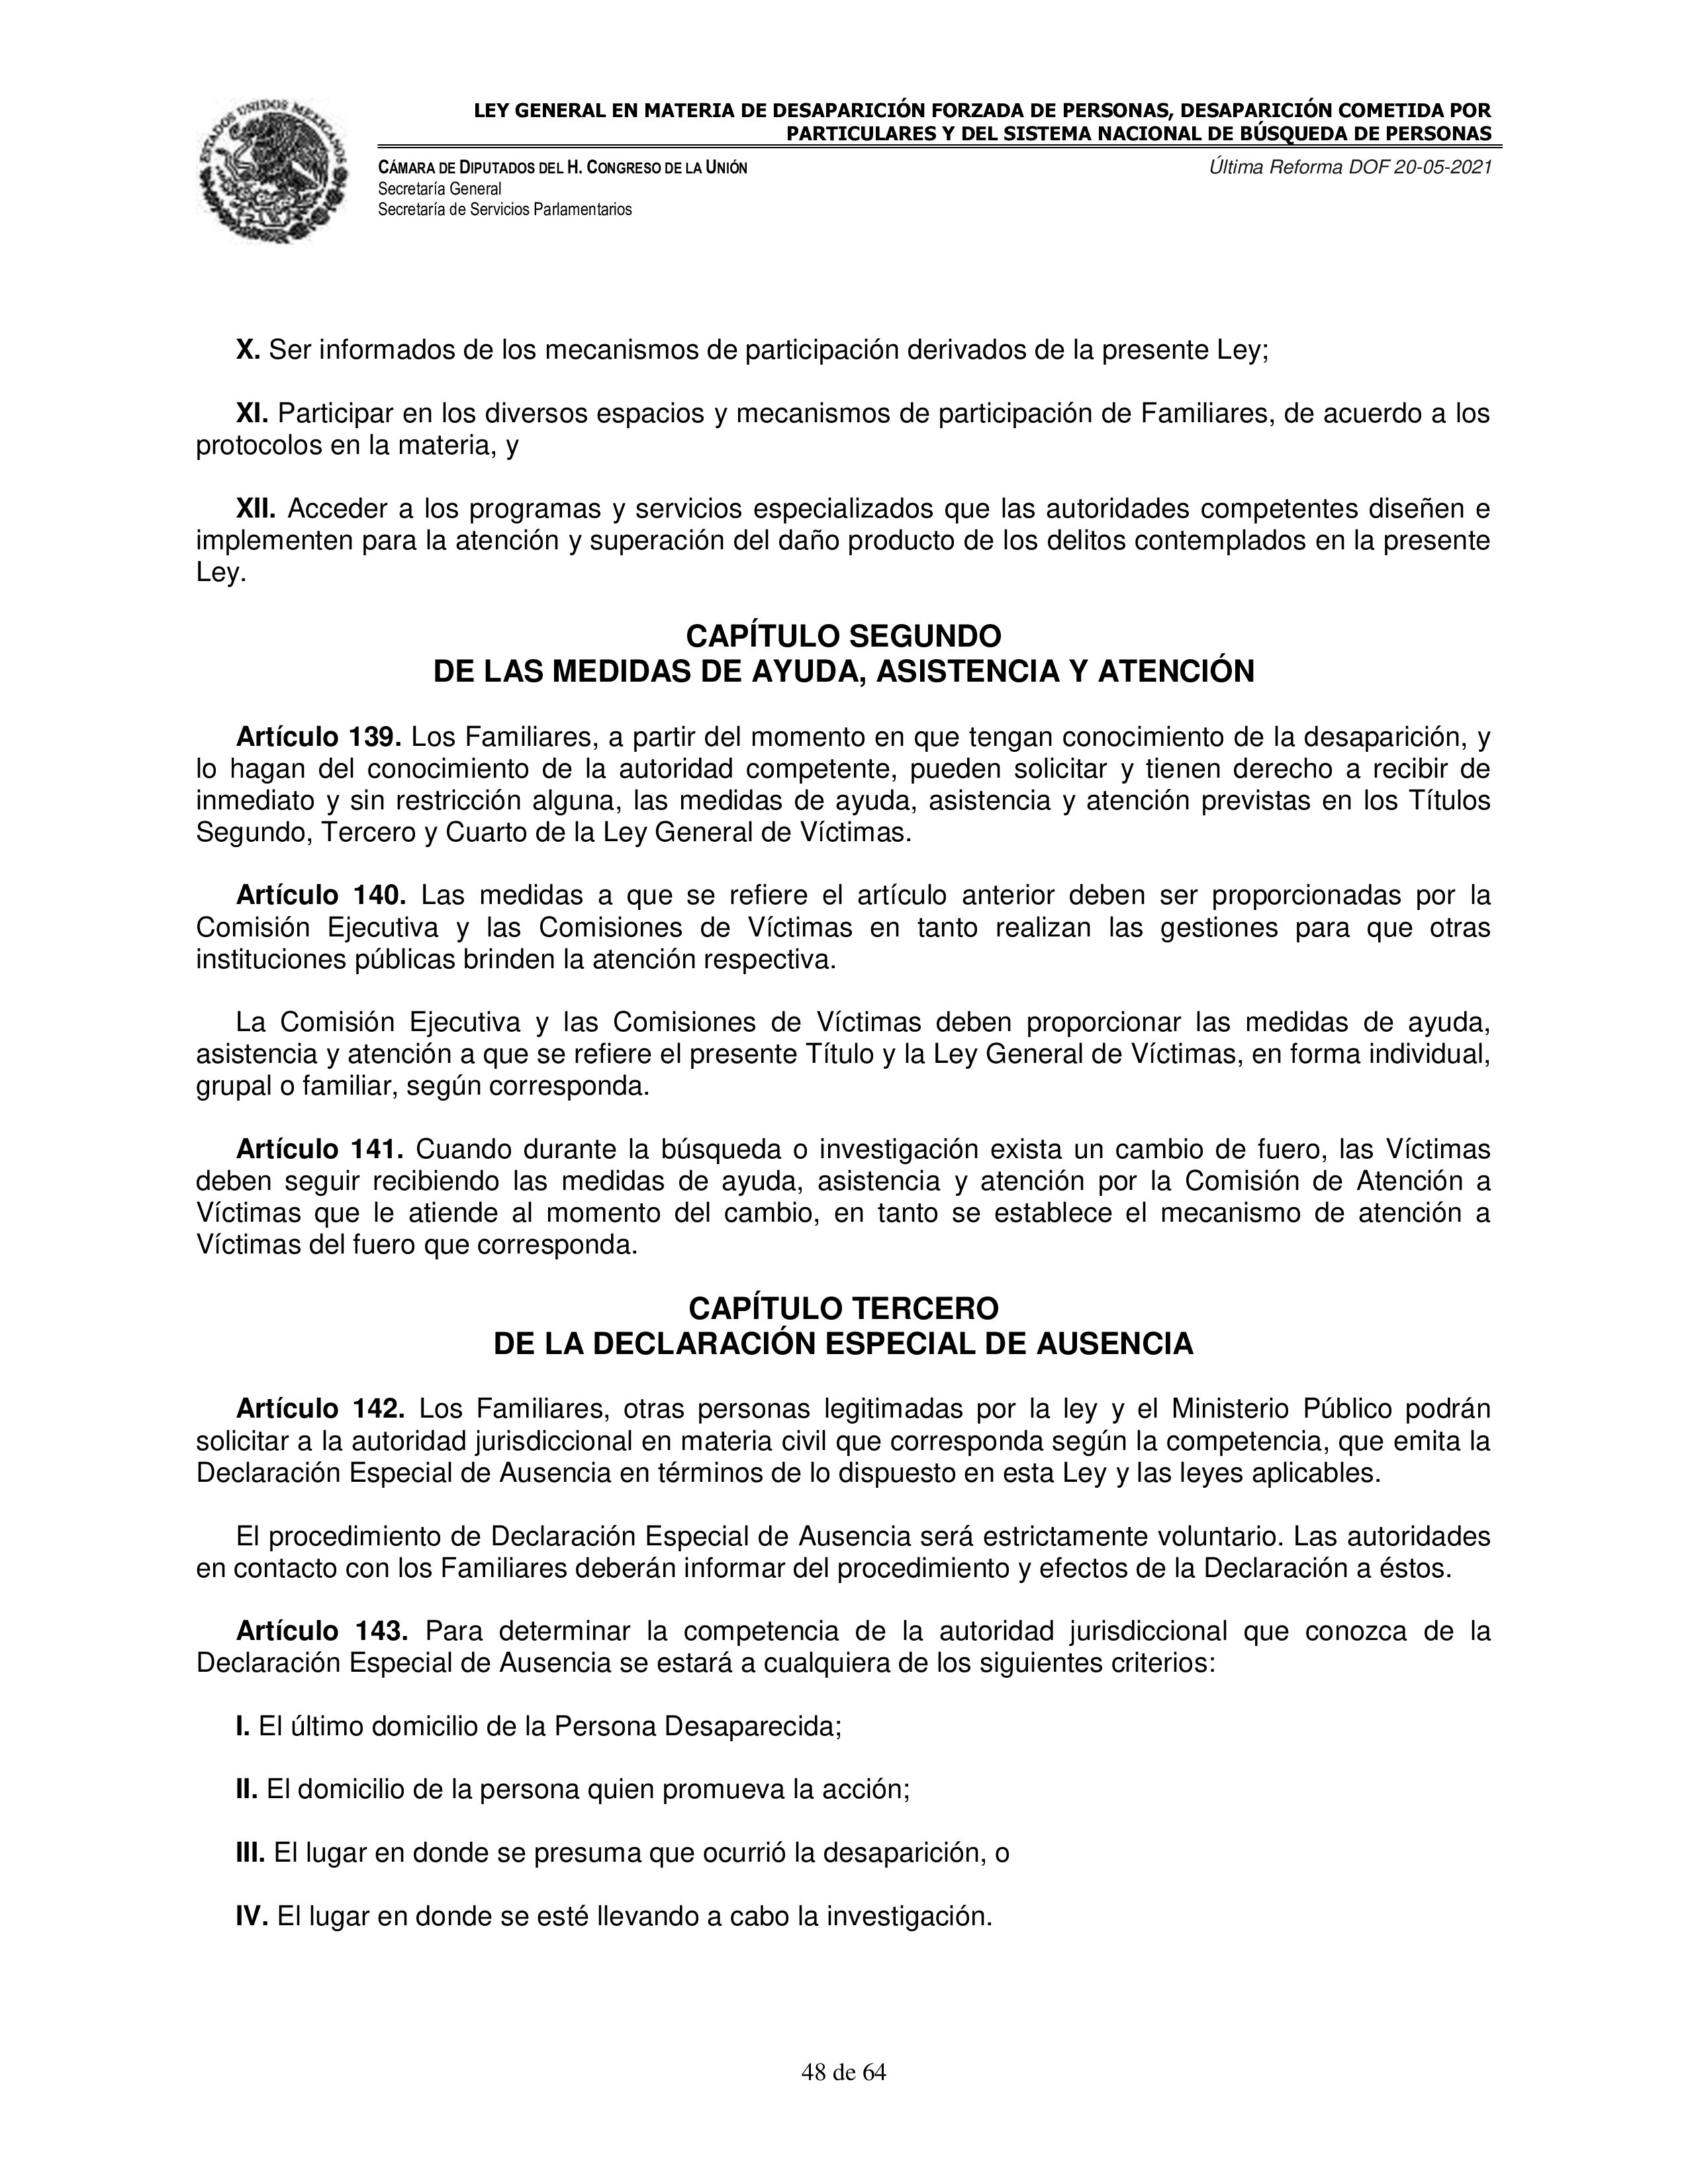 ESTADOS UNIDOS MEXICANOS
LEY GENERAL EN MATERIA DE DESAPARICIÓN FORZADA DE PERSONAS, DESAPARICIÓN COMETIDA POR
PARTICULARES Y DEL SISTEMA NACIONAL DE BÚSQUEDA DE PERSONAS
CÁMARA DE DIPUTADOS DEL H. CONGRESO DE LA UNIÓN
Secretaría General
Secretaría de Servicios Parlamentarios
Última Reforma DOF 20-05-2021
X. Ser informados de los mecanismos de participación derivados de la presente Ley;
XI. Participar en los diversos espacios y mecanismos de participación de Familiares, de acuerdo a los
protocolos en la materia, y
XII. Acceder a los programas y servicios especializados que las autoridades competentes diseñen e
implementen para la atención y superación del daño producto de los delitos contemplados en la presente
Ley.
CAPÍTULO SEGUNDO
DE LAS MEDIDAS DE AYUDA, ASISTENCIA Y ATENCIÓN
Artículo 139. Los Familiares, a partir del momento en que tengan conocimiento de la desaparición, y
lo hagan del conocimiento de la autoridad competente, pueden solicitar y tienen derecho a recibir de
inmediato y sin restricción alguna, las medidas de ayuda, asistencia y atención previstas en los Títulos
Segundo, Tercero y Cuarto de la Ley General de Víctimas.
Artículo 140. Las medidas a que se refiere el artículo anterior deben ser proporcionadas por la
Comisión Ejecutiva y las Comisiones de Víctimas en tanto realizan las gestiones para que otras
instituciones públicas brinden la atención respectiva.
La Comisión Ejecutiva y las Comisiones de Víctimas deben proporcionar las medidas de ayuda,
asistencia y atención a que se refiere el presente Título y la Ley General de Víctimas, en forma individual,
grupal o familiar, según corresponda.
Artículo 141. Cuando durante la búsqueda o investigación exista un cambio de fuero, las Víctimas
deben seguir recibiendo las medidas de ayuda, asistencia y atención por la Comisión de Atención a
Víctimas que le atiende al momento del cambio, en tanto se establece el mecanismo de atención a
Víctimas del fuero que corresponda.
CAPÍTULO TERCERO
DE LA DECLARACIÓN ESPECIAL DE AUSENCIA
Artículo 142. Los Familiares, otras personas legitimadas por la ley y el Ministerio Público podrán
solicitar a la autoridad jurisdiccional en materia civil que corresponda según la competencia, que emita la
Declaración Especial de Ausencia en términos de lo dispuesto en esta Ley y las leyes aplicables.
El procedimiento de Declaración Especial de Ausencia será estrictamente voluntario. Las autoridades
en contacto con los Familiares deberán informar del procedimiento y efectos de la Declaración a éstos.
Artículo 143. Para determinar la competencia de la autoridad jurisdiccional que conozca de la
Declaración Especial de Ausencia se estará a cualquiera de los siguientes criterios:
I. El último domicilio de la Persona Desaparecida;
II. El domicilio de la persona quien promueva la acción;
III. El lugar en donde se presuma que ocurrió la desaparición, o
IV. El lugar en donde se esté llevando a cabo la investigación.
48 de 64